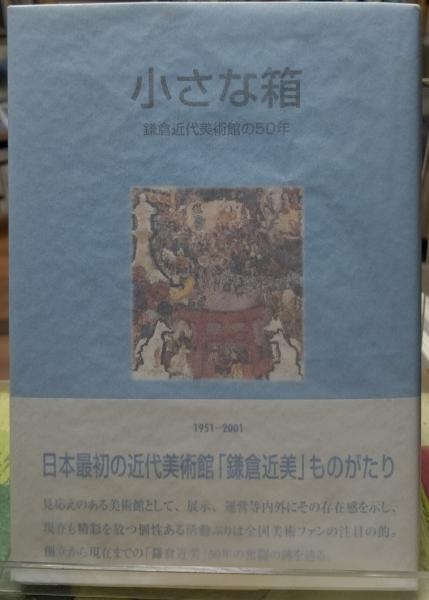 小さな箱
鎌倉近代美術館の50年
1951-2001
日本最初の近代美術館「鎌倉近美」ものがたり
見応えのある美術館として、展示、運営等内外にその存在感を示し、
現在も精彩を放つ個性ある活動ぶりは全国美術ファンの注目の的。
創立から現在までの「鎌倉近美」50年の奮闘の跡を辿る。